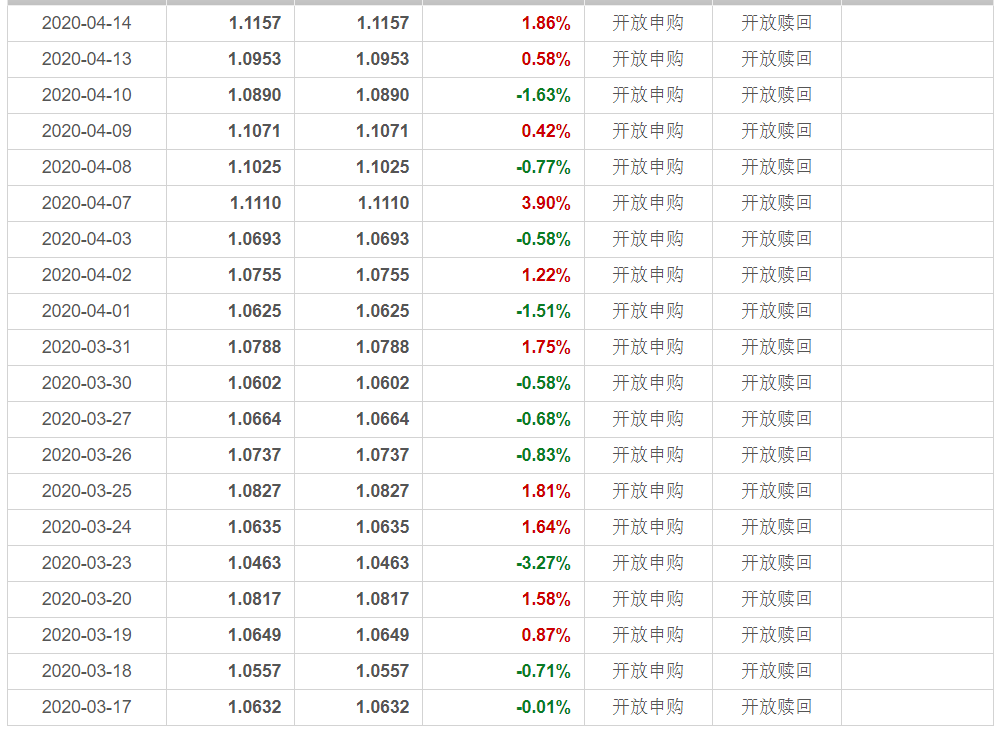 2020-04-14 1.1157 1.1157 1.86% 开放申购 开放赎回
2020-04-13 1.0953 1.0953 0.58% 开放申购 开放赎回
2020-04-10 1.0890 1.0890 -1.63% 开放申购 开放赎回
2020-04-09 1.1071 1.1071 0.42% 开放申购 开放赎回
2020-04-08 1.1025 1.1025 -0.77% 开放申购 开放赎回
2020-04-07 1.1110 1.1110 3.90% 开放申购 开放赎回
2020-04-03 1.0693 1.0693 -0.58% 开放申购 开放赎回
2020-04-02 1.0755 1.0755 1.22% 开放申购 开放赎回
2020-04-01 1.0625 1.0625 -1.51% 开放申购 开放赎回
2020-03-31 1.0788 1.0788 1.75% 开放申购 开放赎回
2020-03-30 1.0602 1.0602 -0.58% 开放申购 开放赎回
2020-03-27 1.0664 1.0664 -0.68% 开放申购 开放赎回
2020-03-26 1.0737 1.0737 -0.83% 开放申购 开放赎回
2020-03-25 1.0827 1.0827 1.81% 开放申购 开放赎回
2020-03-24 1.0635 1.0635 1.64% 开放申购 开放赎回
2020-03-23 1.0463 1.0463 -3.27% 开放申购 开放赎回
2020-03-20 1.0817 1.0817 1.58% 开放申购 开放赎回
2020-03-19 1.0649 1.0649 0.87% 开放申购 开放赎回
2020-03-18 1.0557 1.0557 -0.71% 开放申购 开放赎回
2020-03-17 1.0632 1.0632 -0.01% 开放申购 开放赎回